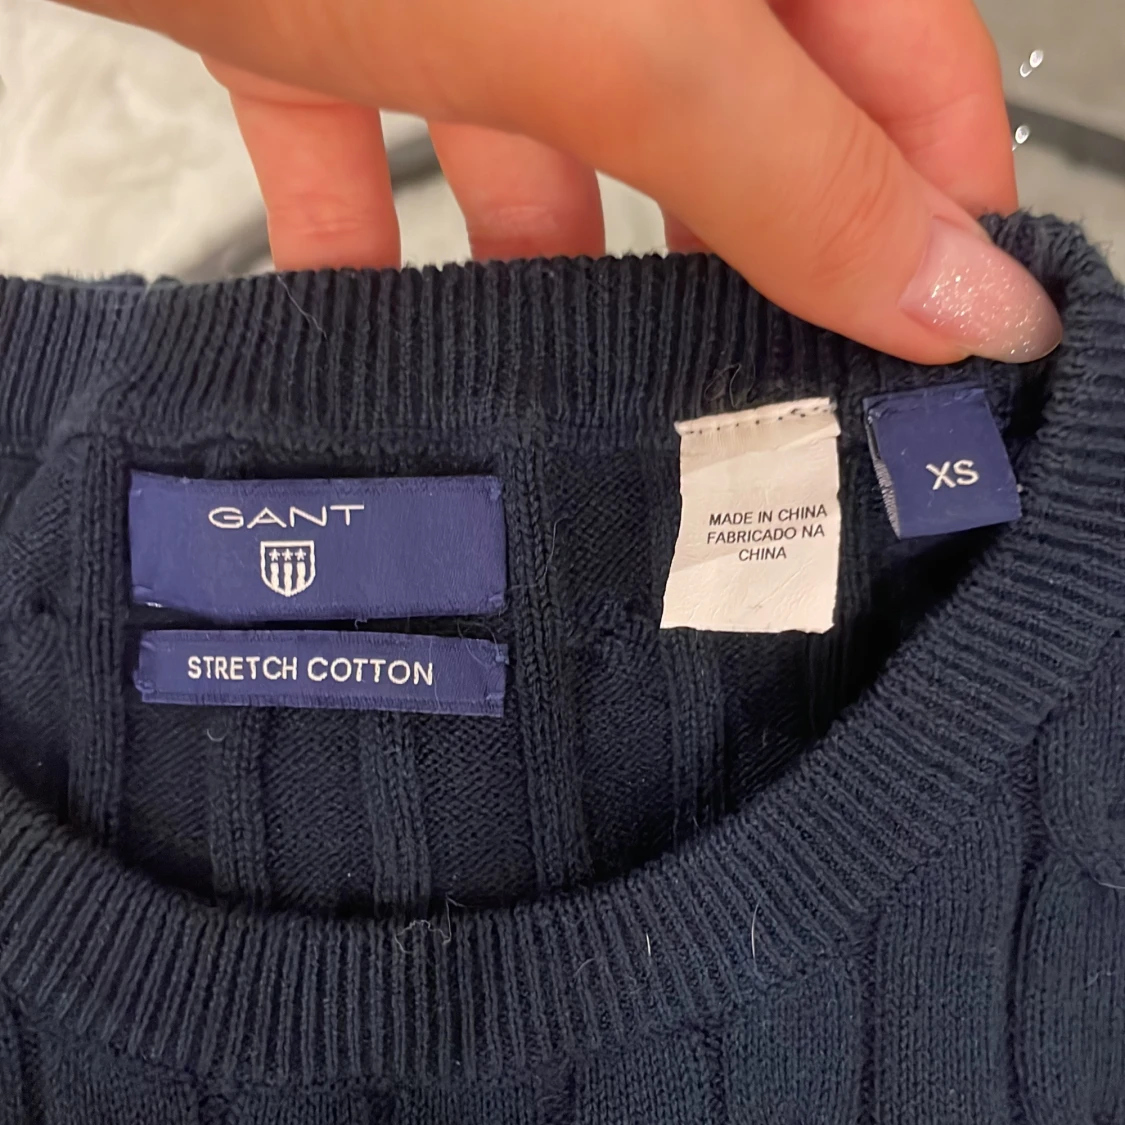 GANT
STRETCH COTTON
MADE IN CHINA
FABRICADO NA
CHINA
XS